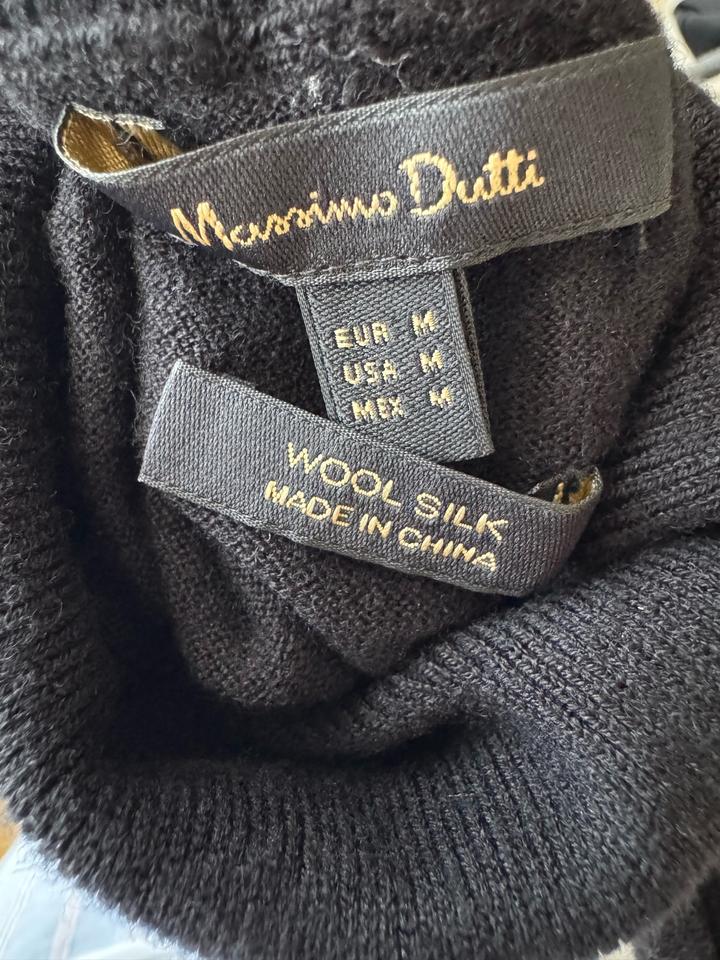 Massimo Dutti
EUR M
USA M
MEX M
WOOL SILK
MADE IN CHINA